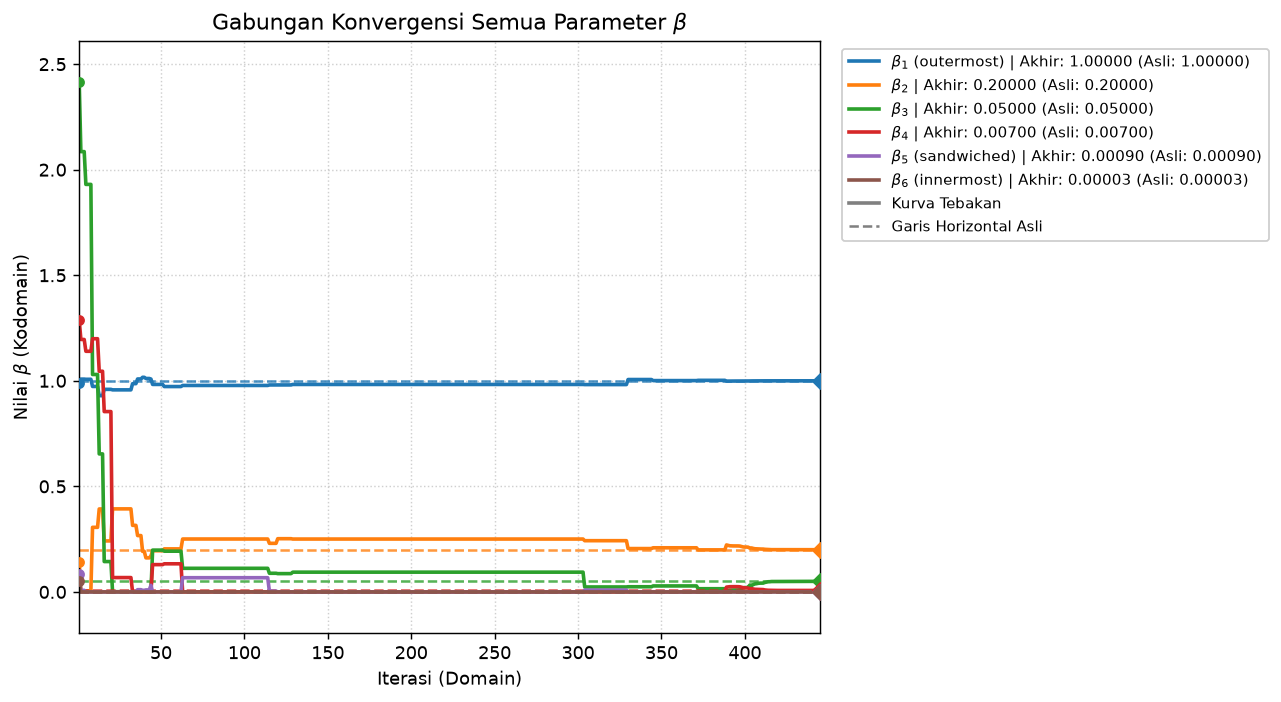 Gabungan Konvergensi Semua Parameter β
2.5
2.0
1.5
1.0
0.5
0.0
Nilai β (Kodomain)
50 100 150 200 250 300 350 400
Iterasi (Domain)
β₁ (outermost) | Akhir: 1.00000 (Asli: 1.00000)
β₂ | Akhir: 0.20000 (Asli: 0.20000)
β₃ | Akhir: 0.05000 (Asli: 0.05000)
β₄ | Akhir: 0.00700 (Asli: 0.00700)
β₅ (sandwiched) | Akhir: 0.00090 (Asli: 0.00090)
β₆ (innermost) | Akhir: 0.00003 (Asli: 0.00003)
Kurva Tebakan
Garis Horizontal Asli